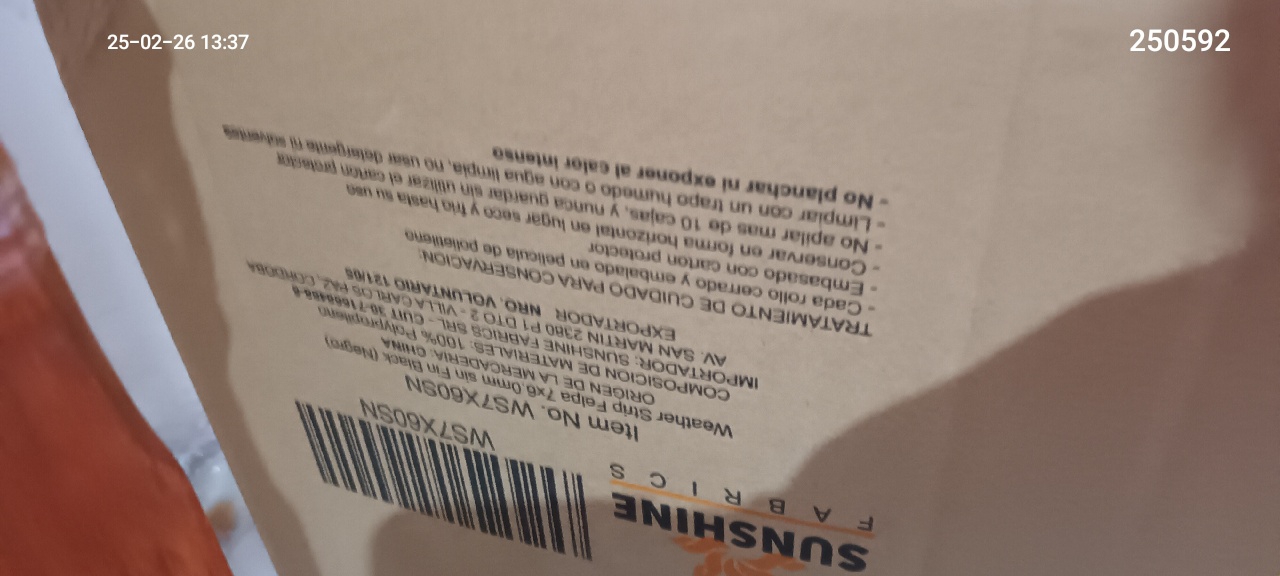 25-02-26 13:37
250592
SUNSHINE
FABRICS
WS7X60SN
Item No. WS7X60SN
Weather Strip Felpa 7x6.0mm sin Fin Black (Negro)
ORIGEN DE LA MERCADERIA: CHINA
COMPOSICION DE MATERIALES: 100% Polypropileno
IMPORTADOR: SUNSHINE FABRICS SRL - CUIT
AV. SAN MARTIN 2380 P1 DTO 2 - VILLA CARLOS PAZ, CORDOBA
EXPORTADOR NRO. VOLUNTARIO 121/65
TRATAMIENTO DE CUIDADO PARA CONSERVACION:
- Cada rollo cerrado y embalado en pelicula de polietileno
- Embasado con carton protector
- Conservar en forma horizontal en lugar seco y frio hasta su uso
- No apilar mas de 10 cajas, y nunca guardar sin utilizar el carton protector
- Limpiar con un trapo humedo o con agua limpia, no usar detergente ni solventes
- No planchar ni exponer al calor intenso